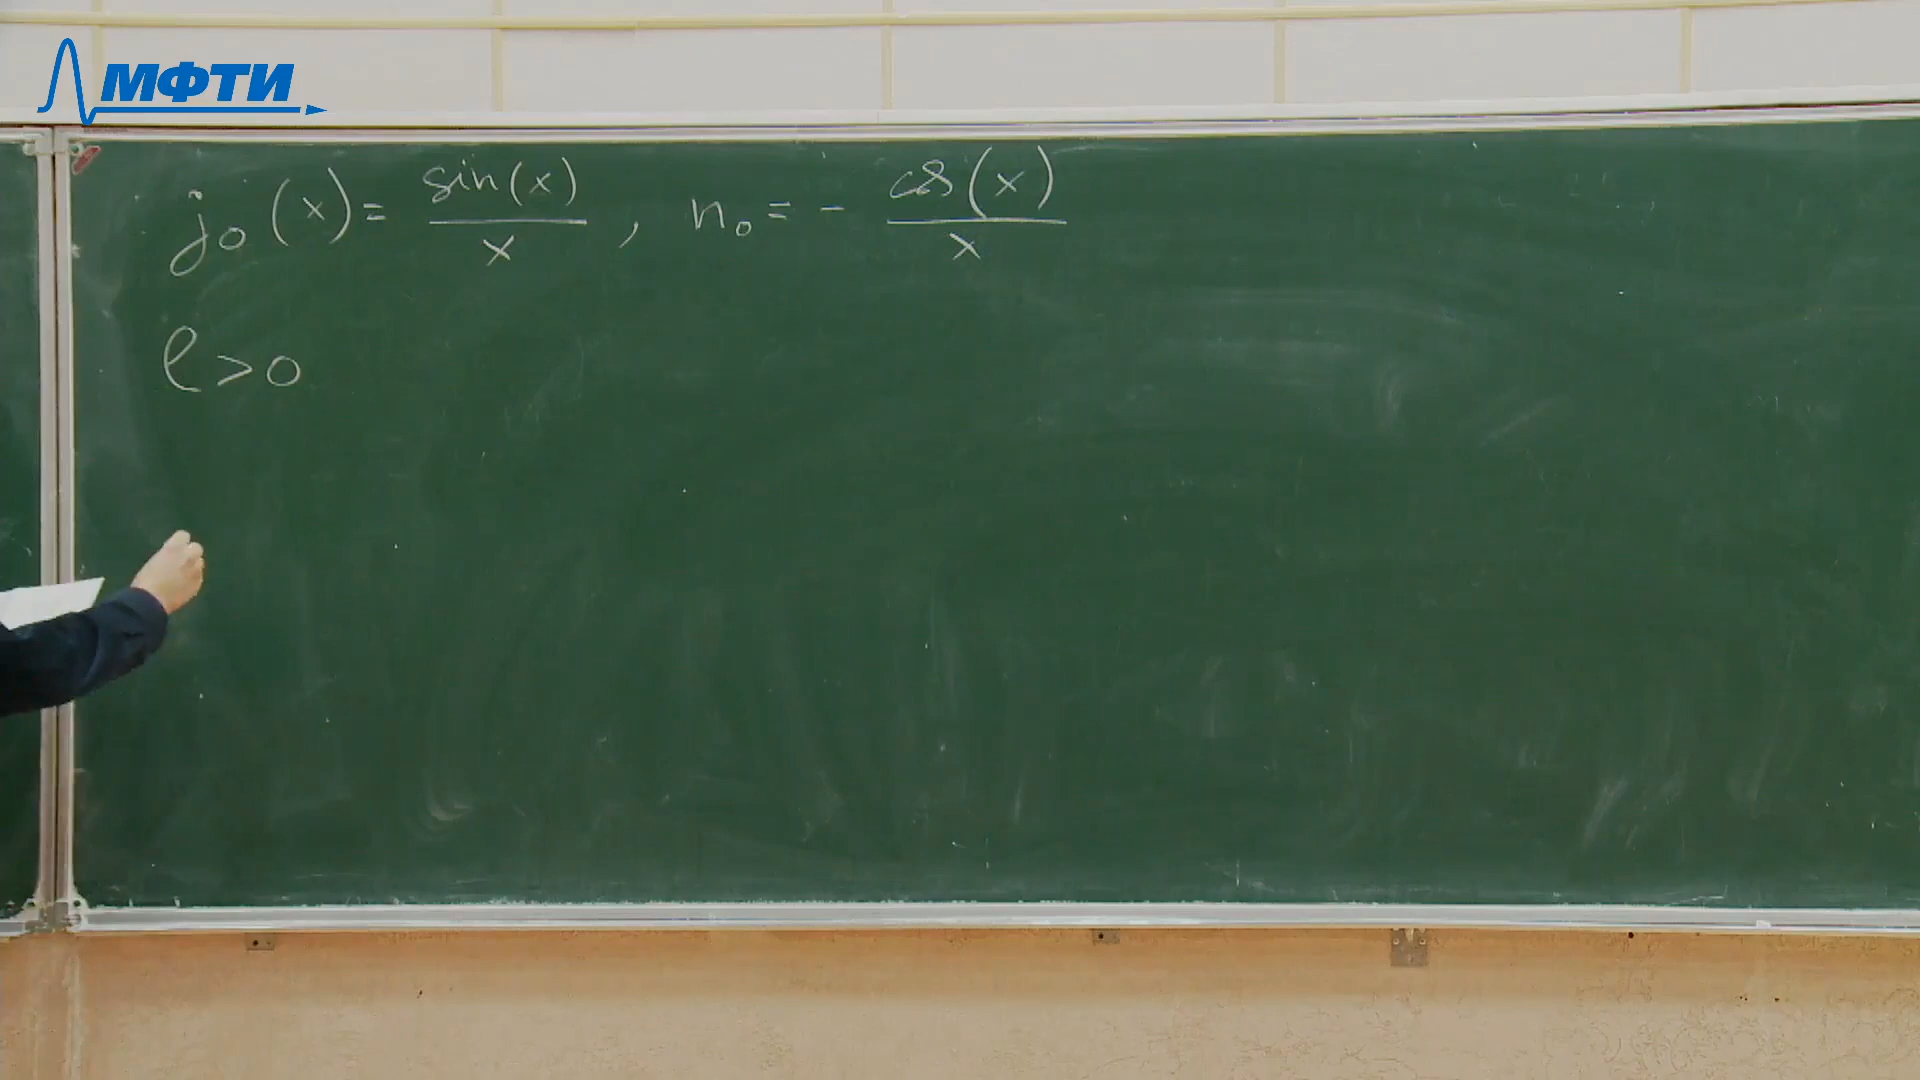 МФТИ
j₀(x) = sin(x)/x , n₀ = - cos(x)/x
ℓ > 0